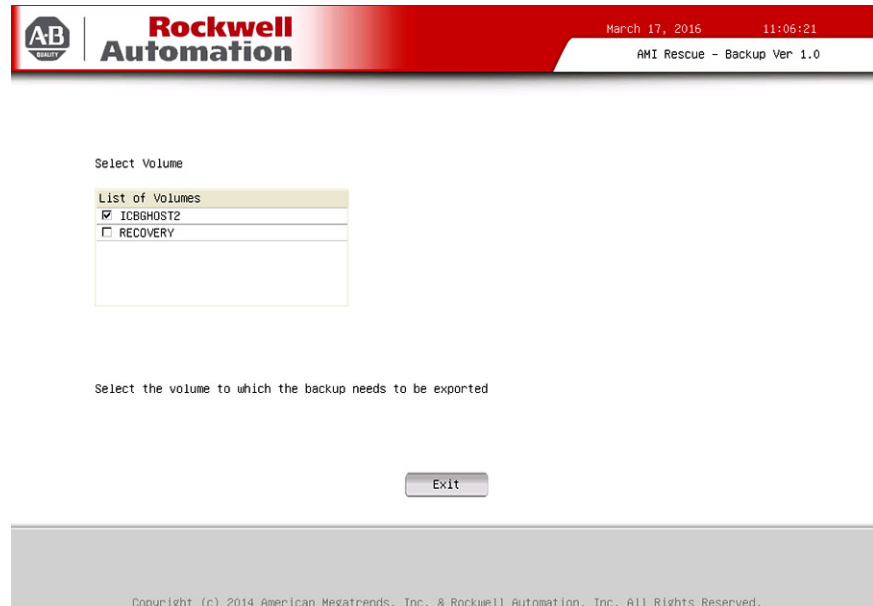 AB
QUALITY
Rockwell
Automation
March 17, 2016 11:06:21
AMI Rescue - Backup Ver 1.0
Select Volume
List of Volumes
ICBGHOST2
RECOVERY
Select the volume to which the backup needs to be exported
Exit
Copyright (c) 2014 American Megatrends, Inc. & Rockwell Automation, Inc. All Rights Reserved.